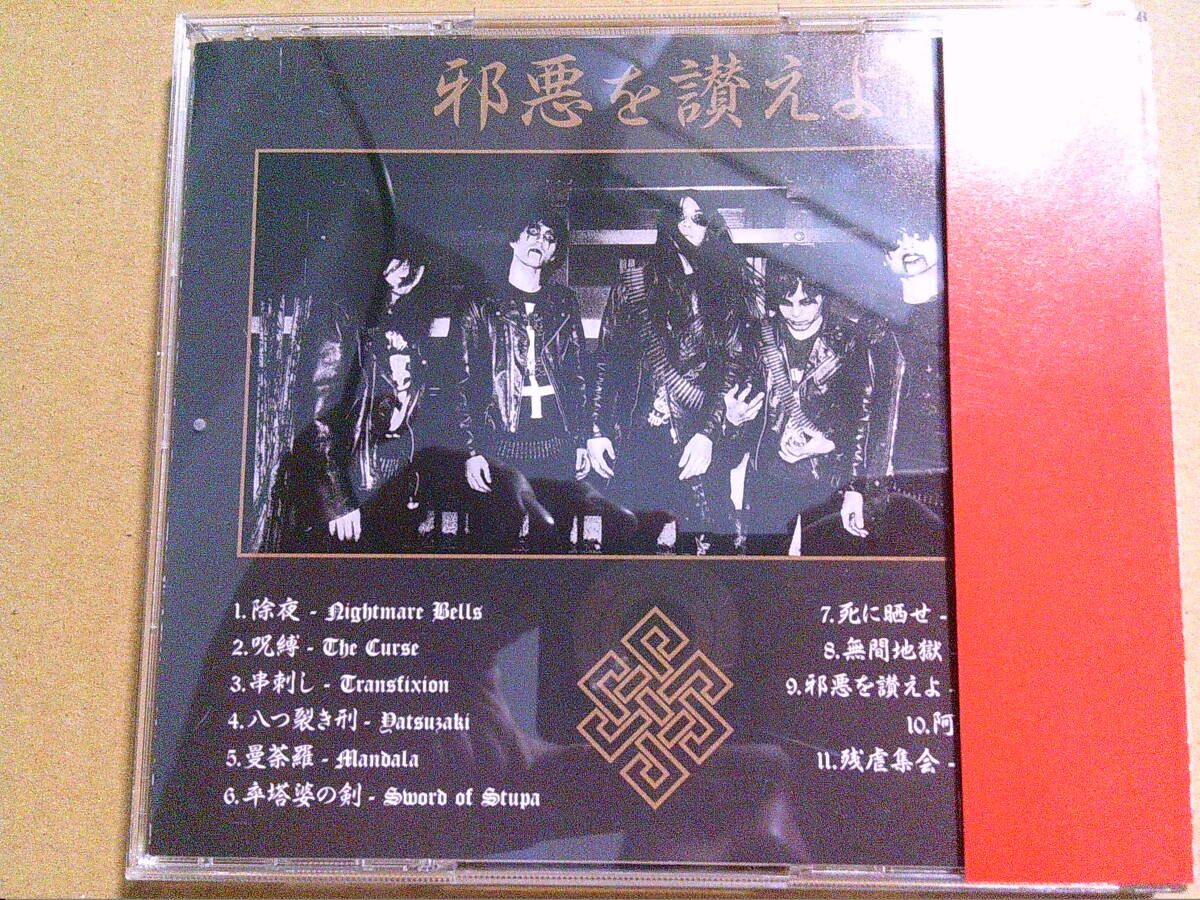 邪悪を讃えよ
1.除夜 - Nightmare Bells
2.呪縛 - The Curse
3.串刺し - Transfixion
4.八つ裂き刑 - Yatsuzaki
5.曼荼羅 - Mandala
6.卒塔婆の剣 - Sword of Stupa
7.死に晒せ -
8.無間地獄
9.邪悪を讃えよ -
10.阿
11.残虐集会 -